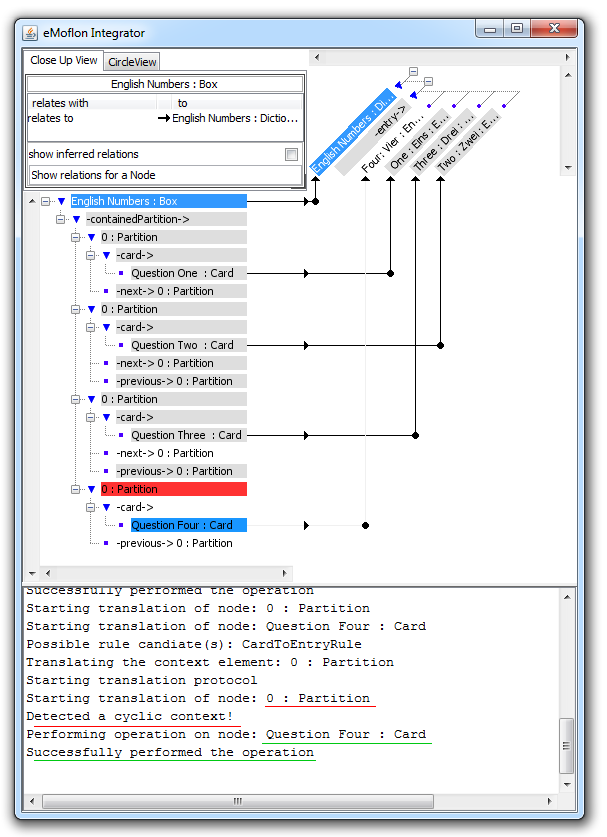 eMoflon Integrator
Close Up View
CircleView
English Numbers : Box
relates with
to
relates to
English Numbers : Dictio...
show inferred relations
Show relations for a Node
English Numbers : Di...
-entry->
Four: Vier : En...
One : Eins : E...
Three : Drei : ...
Two : Zwei : E...
English Numbers : Box
-containedPartition->
0 : Partition
-card->
Question One : Card
-next-> 0 : Partition
0 : Partition
-card->
Question Two : Card
-next-> 0 : Partition
-previous-> 0 : Partition
0 : Partition
-card->
Question Three : Card
-next-> 0 : Partition
-previous-> 0 : Partition
0 : Partition
-card->
Question Four : Card
-previous-> 0 : Partition
Successfully performed the operation
Starting translation of node: 0 : Partition
Starting translation of node: Question Four : Card
Possible rule candiate(s): CardToEntryRule
Translating the context element: 0 : Partition
Starting translation protocol
Starting translation of node: 0 : Partition
Detected a cyclic context!
Performing operation on node: Question Four : Card
Successfully performed the operation